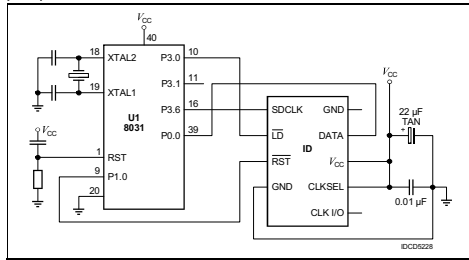 VCC
40
18
XTAL2
P3.0
10
P3.1
11
19
XTAL1
U1
8031
P3.6
16
P0.0
39
VCC
1
RST
9
P1.0
20
SDCLK
GND
LD
DATA
ID
RST
VCC
GND
CLKSEL
CLK I/O
VCC
22 µF
TAN
+
0.01 µF
IDCD5228